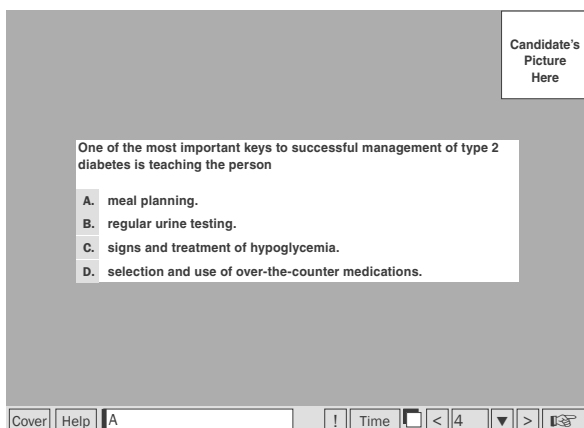 Candidate's
Picture
Here
One of the most important keys to successful management of type 2
diabetes is teaching the person
A. meal planning.
B. regular urine testing.
C. signs and treatment of hypoglycemia.
D. selection and use of over-the-counter medications.
Cover Help A ! Time < 4 ▼ > ☞